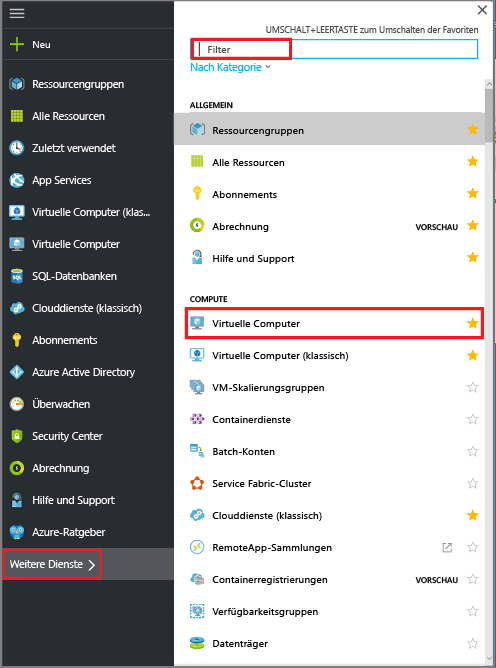 Neu
Ressourcengruppen
Alle Ressourcen
Zuletzt verwendet
App Services
Virtuelle Computer (klas...
Virtuelle Computer
SQL-Datenbanken
Clouddienste (klassisch)
Abonnements
Azure Active Directory
Überwachen
Security Center
Abrechnung
Hilfe und Support
Azure-Ratgeber
Weitere Dienste
UMSCHALT+LEERTASTE zum Umschalten der Favoriten
Filter
Nach Kategorie
ALLGEMEIN
Ressourcengruppen
Alle Ressourcen
Abonnements
Abrechnung VORSCHAU
Hilfe und Support
COMPUTE
Virtuelle Computer
Virtuelle Computer (klassisch)
VM-Skalierungsgruppen
Containerdienste
Batch-Konten
Service Fabric-Cluster
Clouddienste (klassisch)
RemoteApp-Sammlungen
Containerregistrierungen VORSCHAU
Verfügbarkeitsgruppen
Datenträger